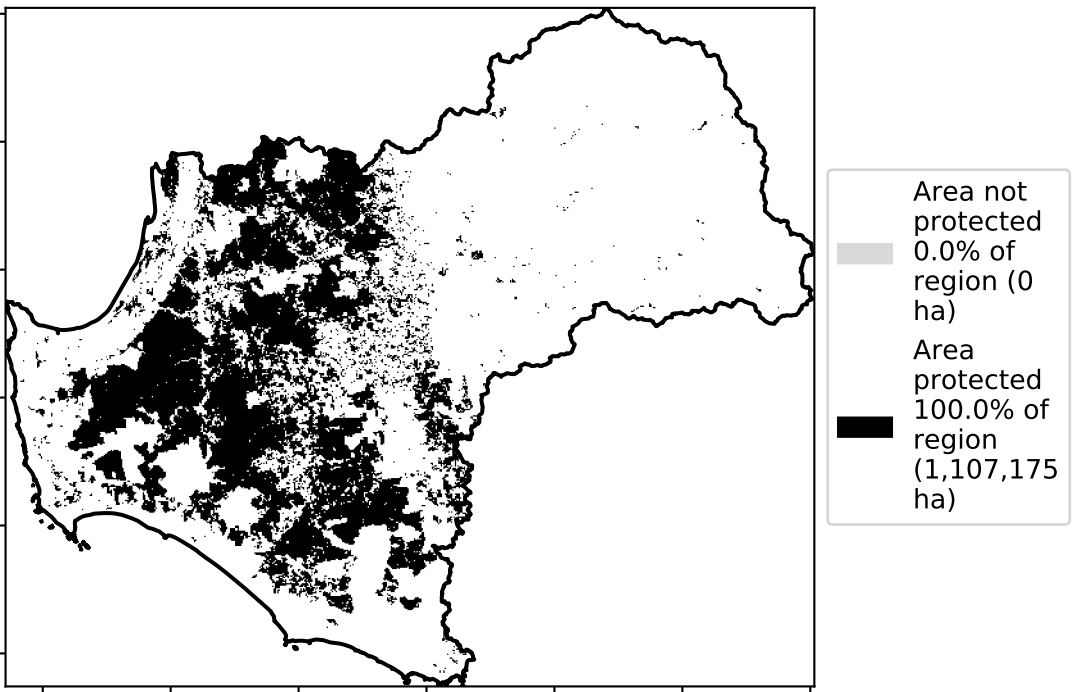 Area not
protected
0.0% of
region (0
ha)
Area
protected
100.0% of
region
(1,107,175
ha)